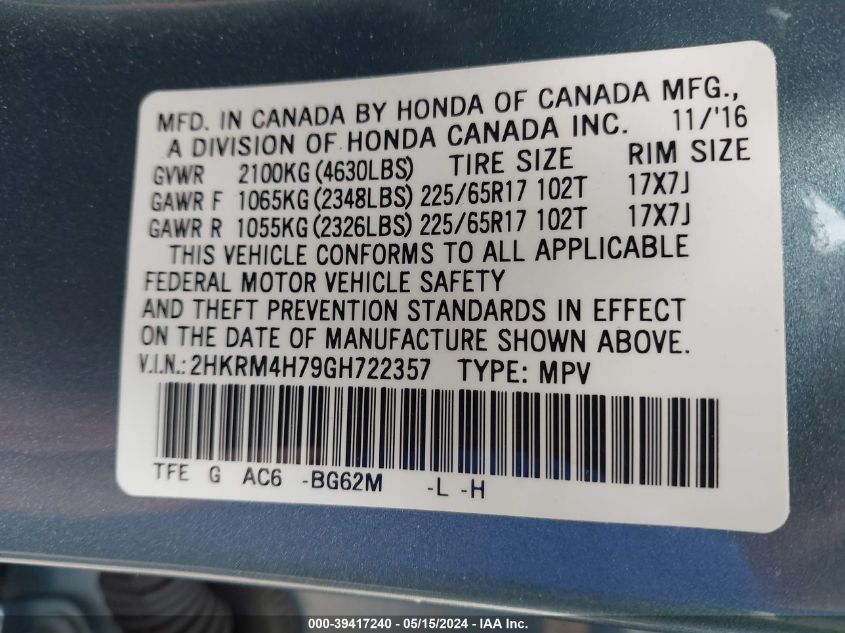 MFD. IN CANADA BY HONDA OF CANADA MFG.,
A DIVISION OF HONDA CANADA INC. 11/'16
GVWR 2100KG (4630LBS) TIRE SIZE RIM SIZE
GAWR F 1065KG (2348LBS) 225/65R17 102T 17X7J
GAWR R 1055KG (2326LBS) 225/65R17 102T 17X7J
THIS VEHICLE CONFORMS TO ALL APPLICABLE
FEDERAL MOTOR VEHICLE SAFETY
AND THEFT PREVENTION STANDARDS IN EFFECT
ON THE DATE OF MANUFACTURE SHOWN ABOVE.
V.I.N.: 2HKRM4H79GH722357 TYPE: MPV
TFE G AC6 -BG62M -L -H
000-39417240 - 05/15/2024 - IAA Inc.